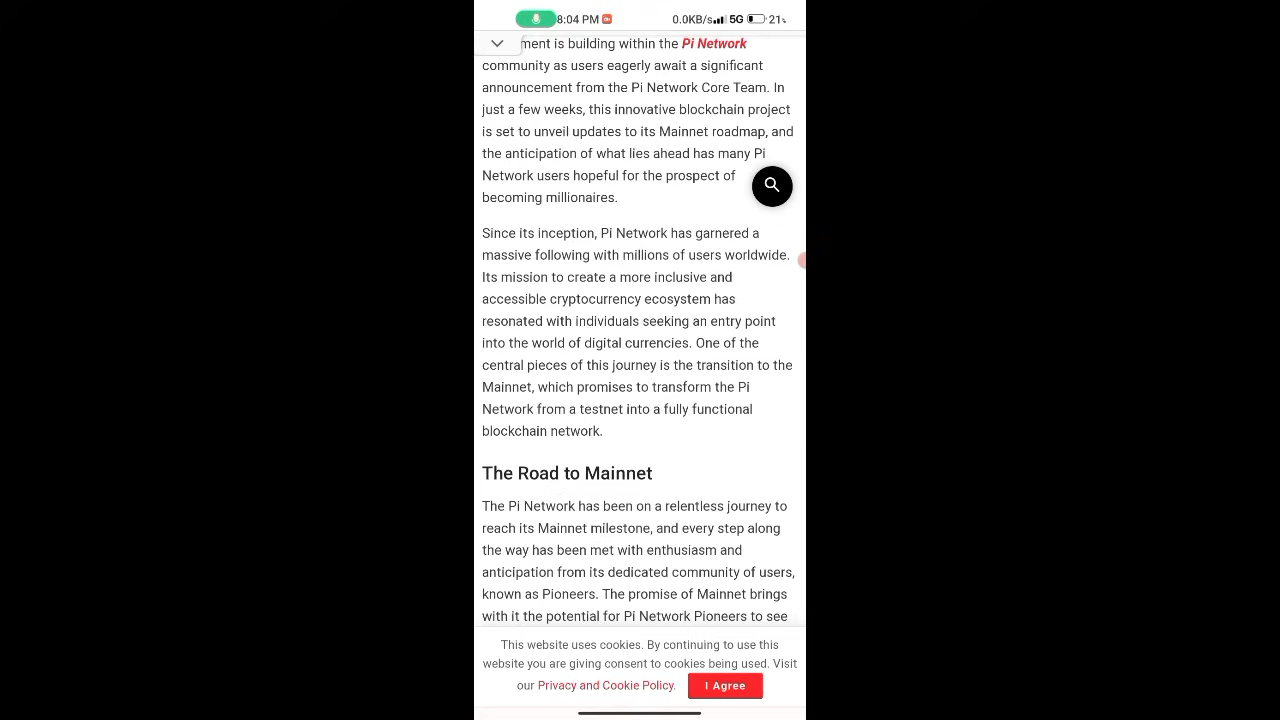 8:04 PM
0.0KB/s 5G 21%
ment is building within the Pi Network
community as users eagerly await a significant
announcement from the Pi Network Core Team. In
just a few weeks, this innovative blockchain project
is set to unveil updates to its Mainnet roadmap, and
the anticipation of what lies ahead has many Pi
Network users hopeful for the prospect of
becoming millionaires.
Since its inception, Pi Network has garnered a
massive following with millions of users worldwide.
Its mission to create a more inclusive and
accessible cryptocurrency ecosystem has
resonated with individuals seeking an entry point
into the world of digital currencies. One of the
central pieces of this journey is the transition to the
Mainnet, which promises to transform the Pi
Network from a testnet into a fully functional
blockchain network.
The Road to Mainnet
The Pi Network has been on a relentless journey to
reach its Mainnet milestone, and every step along
the way has been met with enthusiasm and
anticipation from its dedicated community of users,
known as Pioneers. The promise of Mainnet brings
with it the potential for Pi Network Pioneers to see
This website uses cookies. By continuing to use this
website you are giving consent to cookies being used. Visit
our Privacy and Cookie Policy. I Agree